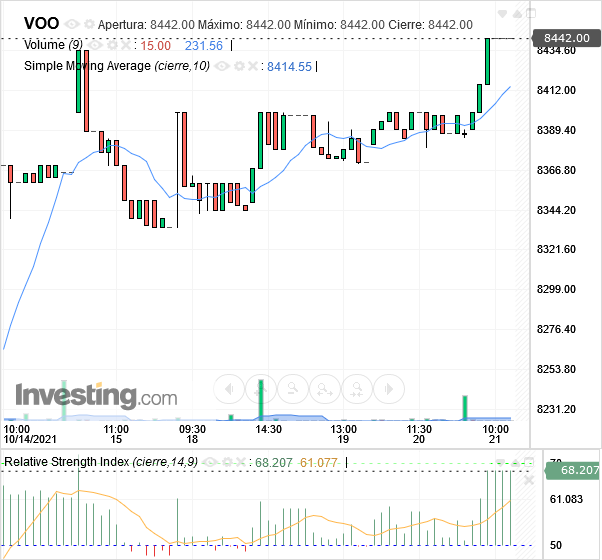 VOO Apertura: 8442.00 Máximo: 8442.00 Mínimo: 8442.00 Cierre: 8442.00
8442.00
Volume (9) : 15.00 231.56
8434.60
Simple Moving Average (cierre,10) : 8414.55
8412.00
8389.40
8366.80
8344.20
8321.60
8299.00
8276.40
8253.80
Investing.com
8231.20
10:00 11:00 09:30 14:30 13:00 11:30 10:00
10/14/2021 15 18 19 20 21
Relative Strength Index (cierre,14,9) : 68.207 61.077
70
68.207
61.083
50